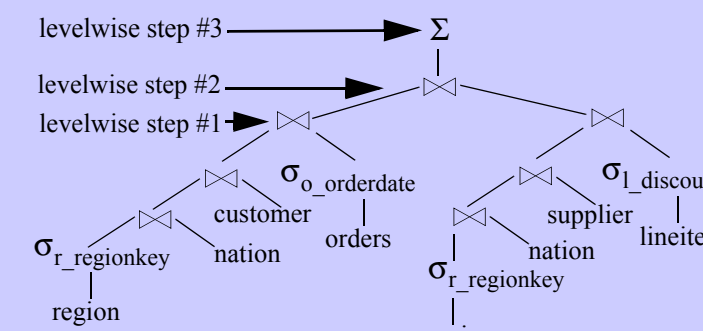 levelwise step #3
Σ
levelwise step #2
levelwise step #1
σo_orderdate
σl_discou
customer
supplier
orders
lineite
σr_regionkey
nation
nation
σr_regionkey
region